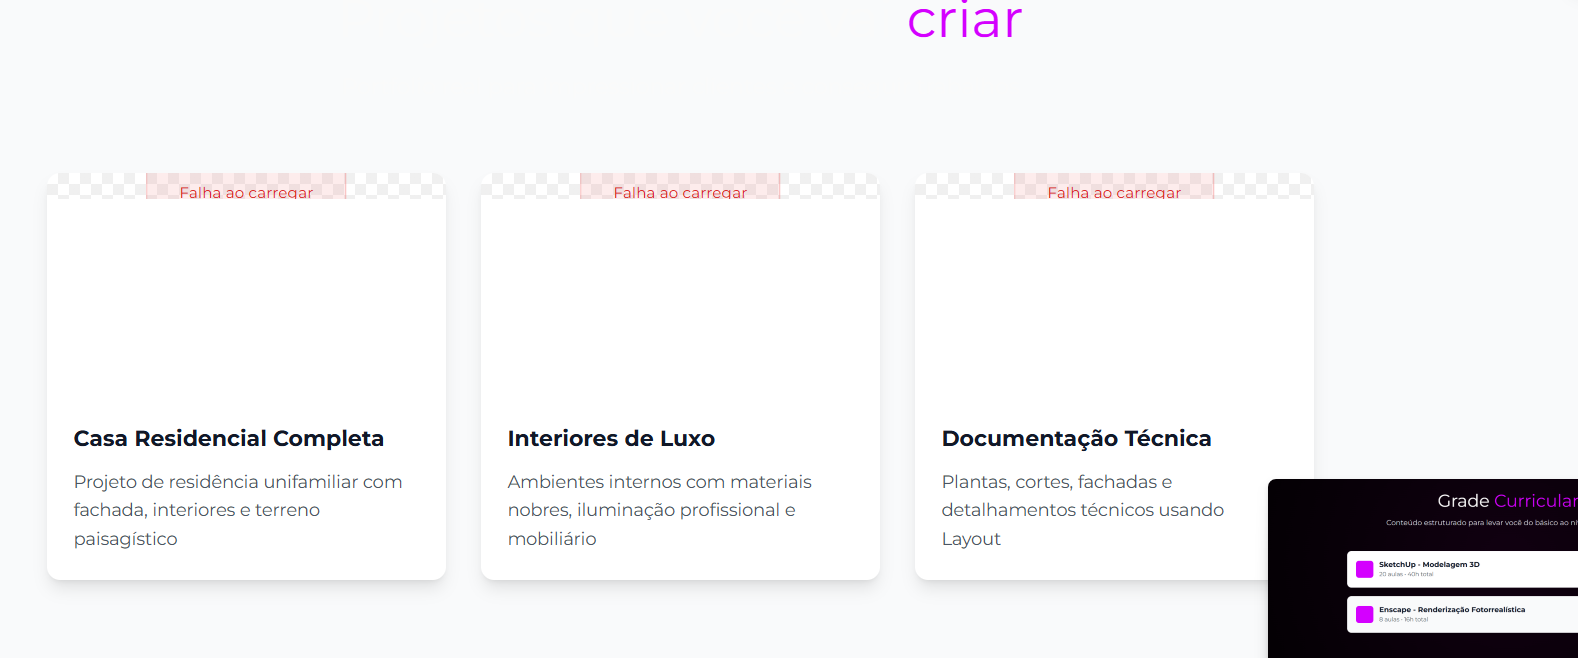 criar
Falha ao carregar
Falha ao carregar
Falha ao carregar
Casa Residencial Completa
Projeto de residência unifamiliar com
fachada, interiores e terreno
paisagístico
Interiores de Luxo
Ambientes internos com materiais
nobres, iluminação profissional e
mobiliário
Documentação Técnica
Plantas, cortes, fachadas e
detalhamentos técnicos usando
Layout
Grade Curricular
Conteúdo estruturado para levar você do básico ao
SketchUp - Modelagem 3D
20 aulas • 40h total
Enscape - Renderização Fotorrealística
8 aulas • 16h total